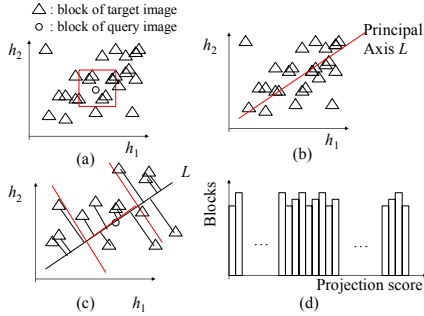 : block of target image
: block of query image
h2
h1
(a)
Principal
Axis L
h2
h1
(b)
L
h2
h1
(c)
Blocks
... ...
Projection score
(d)